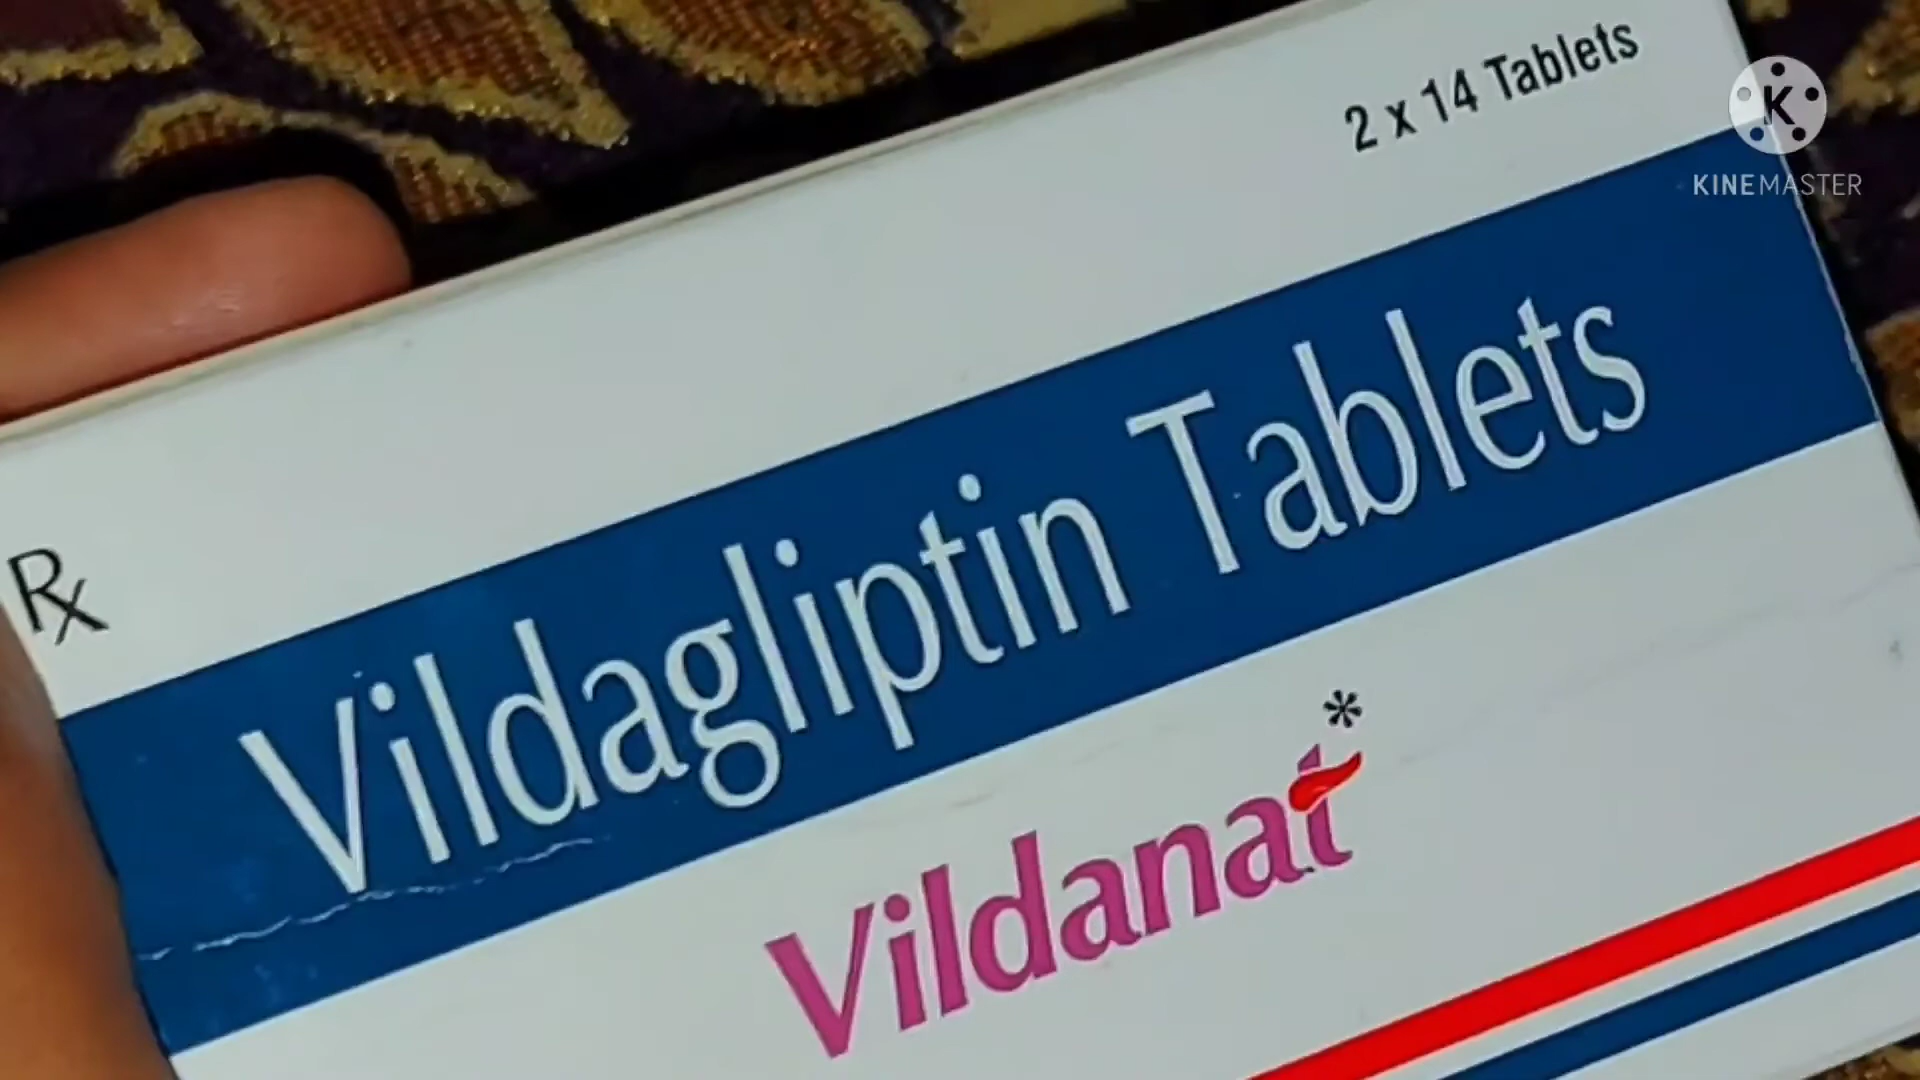 2 x 14 Tablets
K
KINEMASTER
Rx
Vildagliptin Tablets
Vildanat*